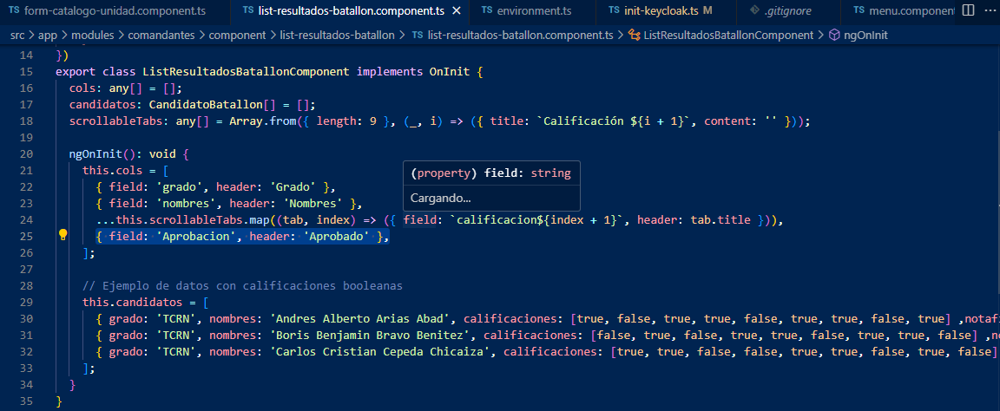 TS form-catalogo-unidad.component.ts TS list-resultados-batallon.component.ts × TS environment.ts TS init-keycloak.ts M .gitignore TS menu.component
src > app > modules > comandantes > component > list-resultados-batallon > TS list-resultados-batallon.component.ts > ListResultadosBatallonComponent > ngOnInit
14 })
15 export class ListResultadosBatallonComponent implements OnInit {
16 cols: any[] = [];
17 candidatos: CandidatoBatallon[] = [];
18 scrollableTabs: any[] = Array.from({ length: 9 }, (_, i) => ({ title: `Calificación ${i + 1}`, content: '' }));
19
20 ngOnInit(): void {
21 this.cols = [
(property) field: string
22 { field: 'grado', header: 'Grado' },
Cargando...
23 { field: 'nombres', header: 'Nombres' },
24 ...this.scrollableTabs.map((tab, index) => ({ field: `calificacion${index + 1}`, header: tab.title })),
25 { field: 'Aprobacion', header: 'Aprobado' },
26 ];
27
28 // Ejemplo de datos con calificaciones booleanas
29 this.candidatos = [
30 { grado: 'TCRN', nombres: 'Andres Alberto Arias Abad', calificaciones: [true, false, true, true, false, true, true, false, true] ,notaf
31 { grado: 'TCRN', nombres: 'Boris Benjamin Bravo Benitez', calificaciones: [false, true, false, true, true, false, true, true, false] ,n
32 { grado: 'TCRN', nombres: 'Carlos Cristian Cepeda Chicaiza', calificaciones: [true, true, false, false, true, true, false, true, false]
33 ];
34 }
35 }